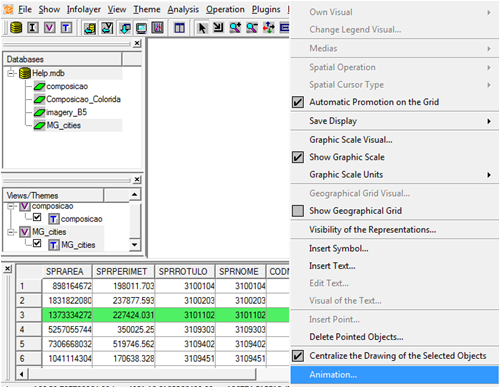 File Show Infolayer View Theme Analysis Operation Plugins
Databases
Help.mdb
composicao
Composicao_Colorida
imagery_B5
MG_cities
Views/Themes
composicao
composicao
MG_cities
MG_cities
SPRAREA SPRPERIMET SPRROTULO SPRNOME
1 898164672 198011.703 3100104 3100104
2 1831822080 237877.593 3100203 3100203
3 1373334272 227424.031 3101102 3101102
4 5257055744 350025.25 3109303 3109303
5 7306668032 519746.562 3109402 3109402
6 1041114304 170638.328 3109451 3109451
Own Visual
Change Legend Visual...
Medias
Spatial Operation
Spatial Cursor Type
Automatic Promotion on the Grid
Save Display
Graphic Scale Visual...
Show Graphic Scale
Graphic Scale Units
Geographical Grid Visual...
Show Geographical Grid
Visibility of the Representations...
Insert Symbol...
Insert Text...
Edit Text...
Visual of the Text...
Insert Point...
Delete Pointed Objects...
Centralize the Drawing of the Selected Objects
Animation...